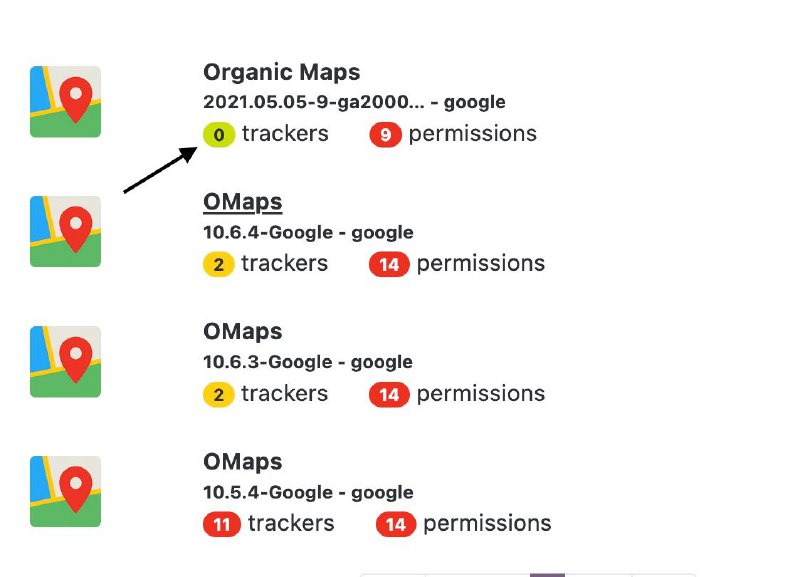 Organic Maps
2021.05.05-9-ga2000... - google
0 trackers 9 permissions
OMaps
10.6.4-Google - google
2 trackers 14 permissions
OMaps
10.6.3-Google - google
2 trackers 14 permissions
OMaps
10.5.4-Google - google
11 trackers 14 permissions